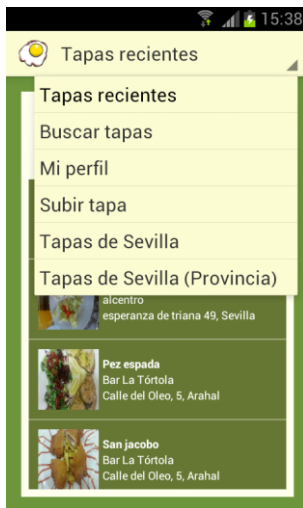 15:38
Tapas recientes
Tapas recientes
Buscar tapas
Mi perfil
Subir tapa
Tapas de Sevilla
Tapas de Sevilla (Provincia)
alcentro
esperanza de triana 49, Sevilla
Pez espada
Bar La Tórtola
Calle del Oleo, 5, Arahal
San jacobo
Bar La Tórtola
Calle del Oleo, 5, Arahal